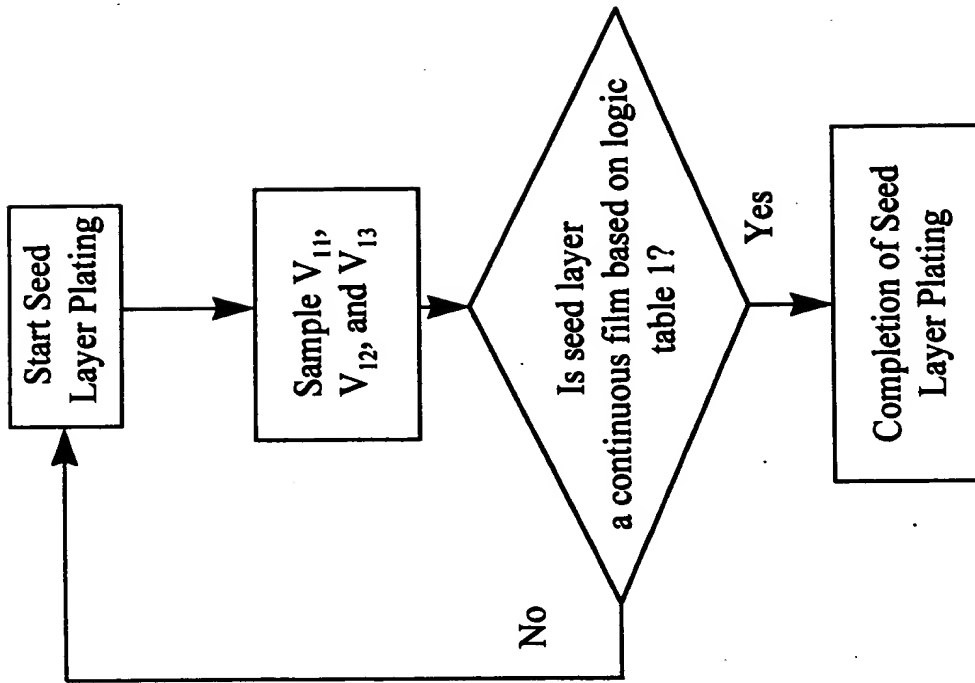 Start Seed
Layer Plating
Sample V11,
V12, and V13
Is seed layer
a continuous film based on logic
table 1?
No
Yes
Completion of Seed
Layer Plating